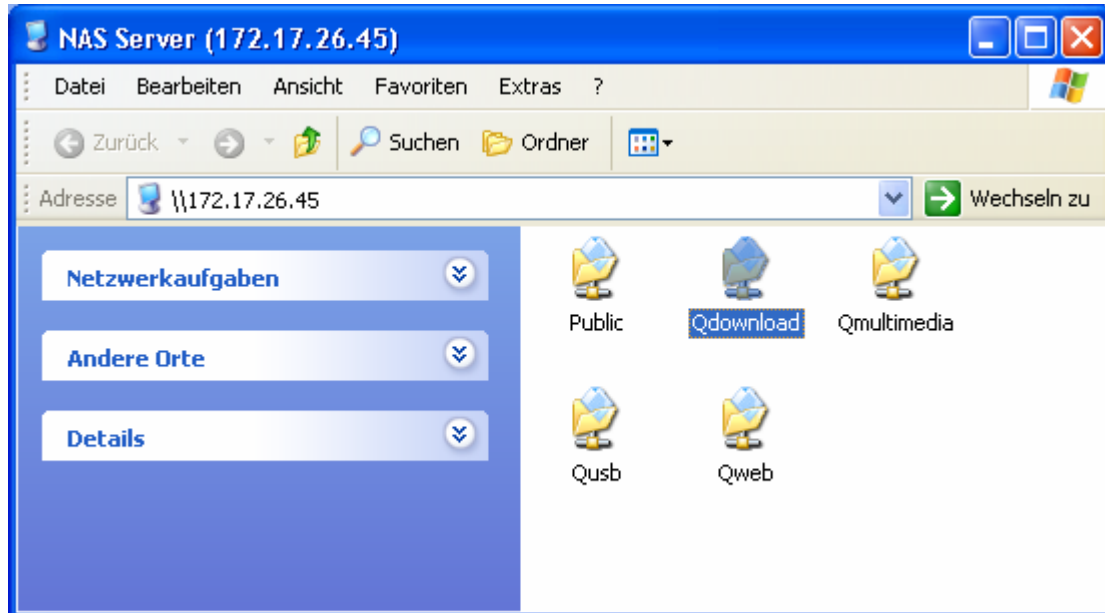 NAS Server (172.17.26.45)
Datei Bearbeiten Ansicht Favoriten Extras ?
Zurück Suchen Ordner
Adresse \\172.17.26.45 Wechseln zu
Netzwerkaufgaben
Andere Orte
Details
Public Qdownload Qmultimedia
Qusb Qweb